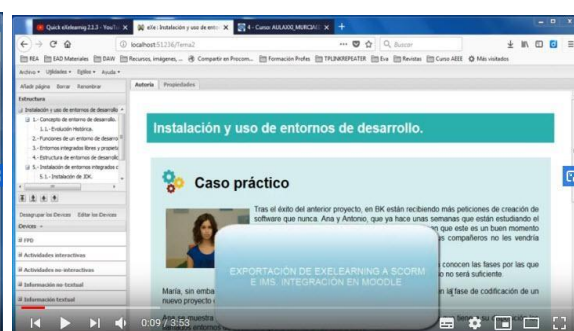 Quick eXelearning 2.2.3 - YouTu
eXe : Instalación y uso de entor
4 - Curso: AULAXXI_MURCIA(
localhost:51236/Tema2
Buscar
REA
EAD Materiales
DAW
Recursos, imágenes, ...
Compartir en Procom...
Formación Profes
TPLINKREPEATER
Eva
Revistas
Curso AEEE
Más visitados
Archivo
Utilidades
Estilos
Ayuda
Añadir página Borrar Renombrar
Autoría
Propiedades
Estructura
Instalación y uso de entornos de desarrollo
1.- Concepto de entorno de desarrollo.
1.1.- Evolución Histórica.
2.- Funciones de un entorno de desarro
3.- Entornos integrados libres y propieta
4.- Estructura de entornos de desarrollo
5.- Instalación de entornos integrados d
5.1.- Instalación de JDK.
Desagrupar los iDevices Editar los iDevices
iDevices
FPD
Actividades interactivas
Actividades no-interactivas
Información no-textual
Información textual
Instalación y uso de entornos de desarrollo.
Caso práctico
Tras el éxito del anterior proyecto, en BK están recibiendo más peticiones de creación de
software que nunca. Ana y Antonio, que ya hace unas semanas que están estudiando el
en que este es un buen momento
us compañeros no les vendría
conocen las fases por las que
o no será suficiente.
María, sin emba
n la fase de codificación de un
nuevo proyecto
EXPORTACIÓN DE EXELEARNING A SCORM
E IMS. INTEGRACIÓN EN MOODLE
0:09 / 3:53